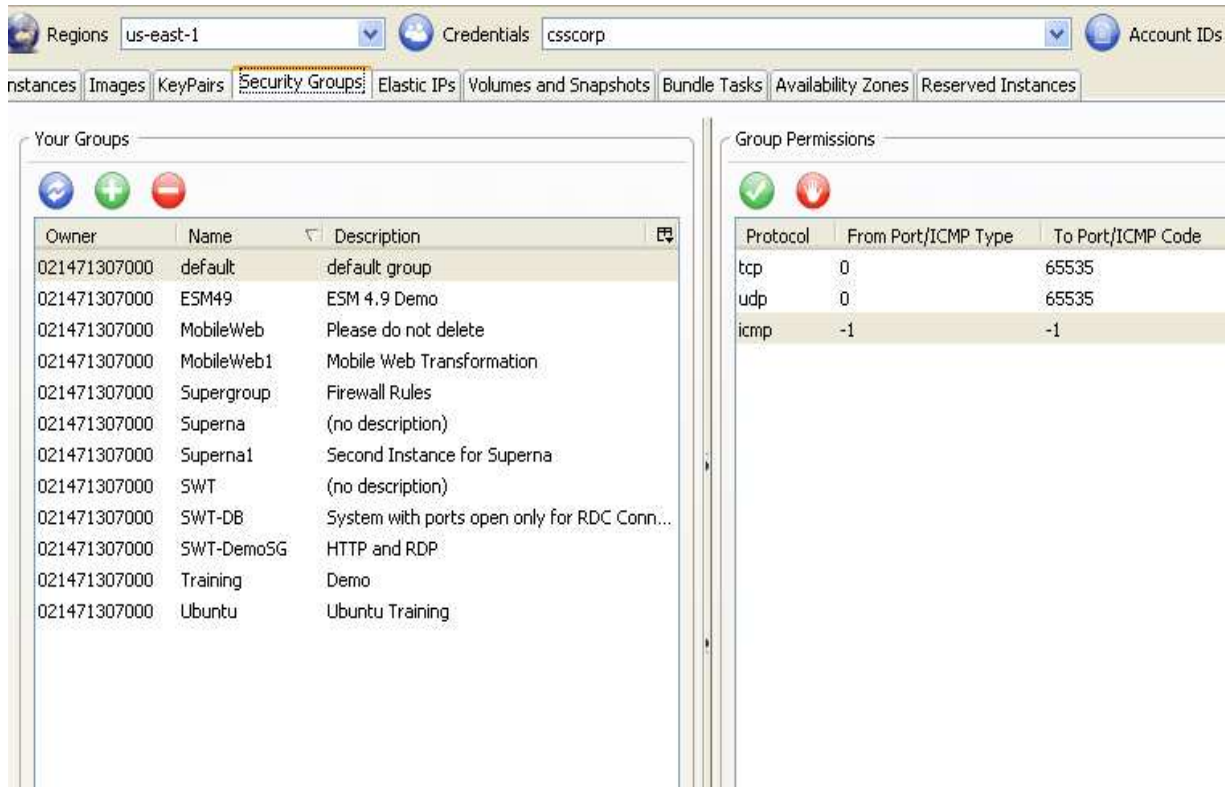 Regions us-east-1 Credentials csscorp Account IDs
nstances Images KeyPairs Security Groups Elastic IPs Volumes and Snapshots Bundle Tasks Availability Zones Reserved Instances
Your Groups
Owner Name Description
021471307000 default default group
021471307000 ESM49 ESM 4.9 Demo
021471307000 MobileWeb Please do not delete
021471307000 MobileWeb1 Mobile Web Transformation
021471307000 Supergroup Firewall Rules
021471307000 Superna (no description)
021471307000 Superna1 Second Instance for Superna
021471307000 SWT (no description)
021471307000 SWT-DB System with ports open only for RDC Conn...
021471307000 SWT-DemoSG HTTP and RDP
021471307000 Training Demo
021471307000 Ubuntu Ubuntu Training
Group Permissions
Protocol From Port/ICMP Type To Port/ICMP Code
tcp 0 65535
udp 0 65535
icmp -1 -1